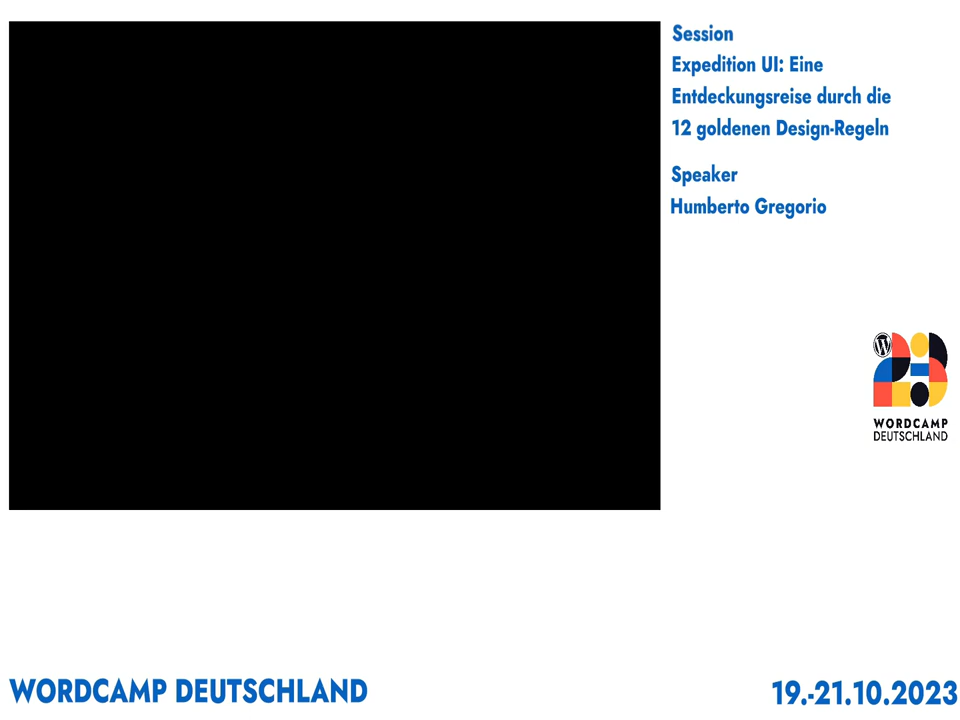 Session
Expedition UI: Eine
Entdeckungsreise durch die
12 goldenen Design-Regeln
Speaker
Humberto Gregorio
WORDCAMP
DEUTSCHLAND
WORDCAMP DEUTSCHLAND
19.-21.10.2023